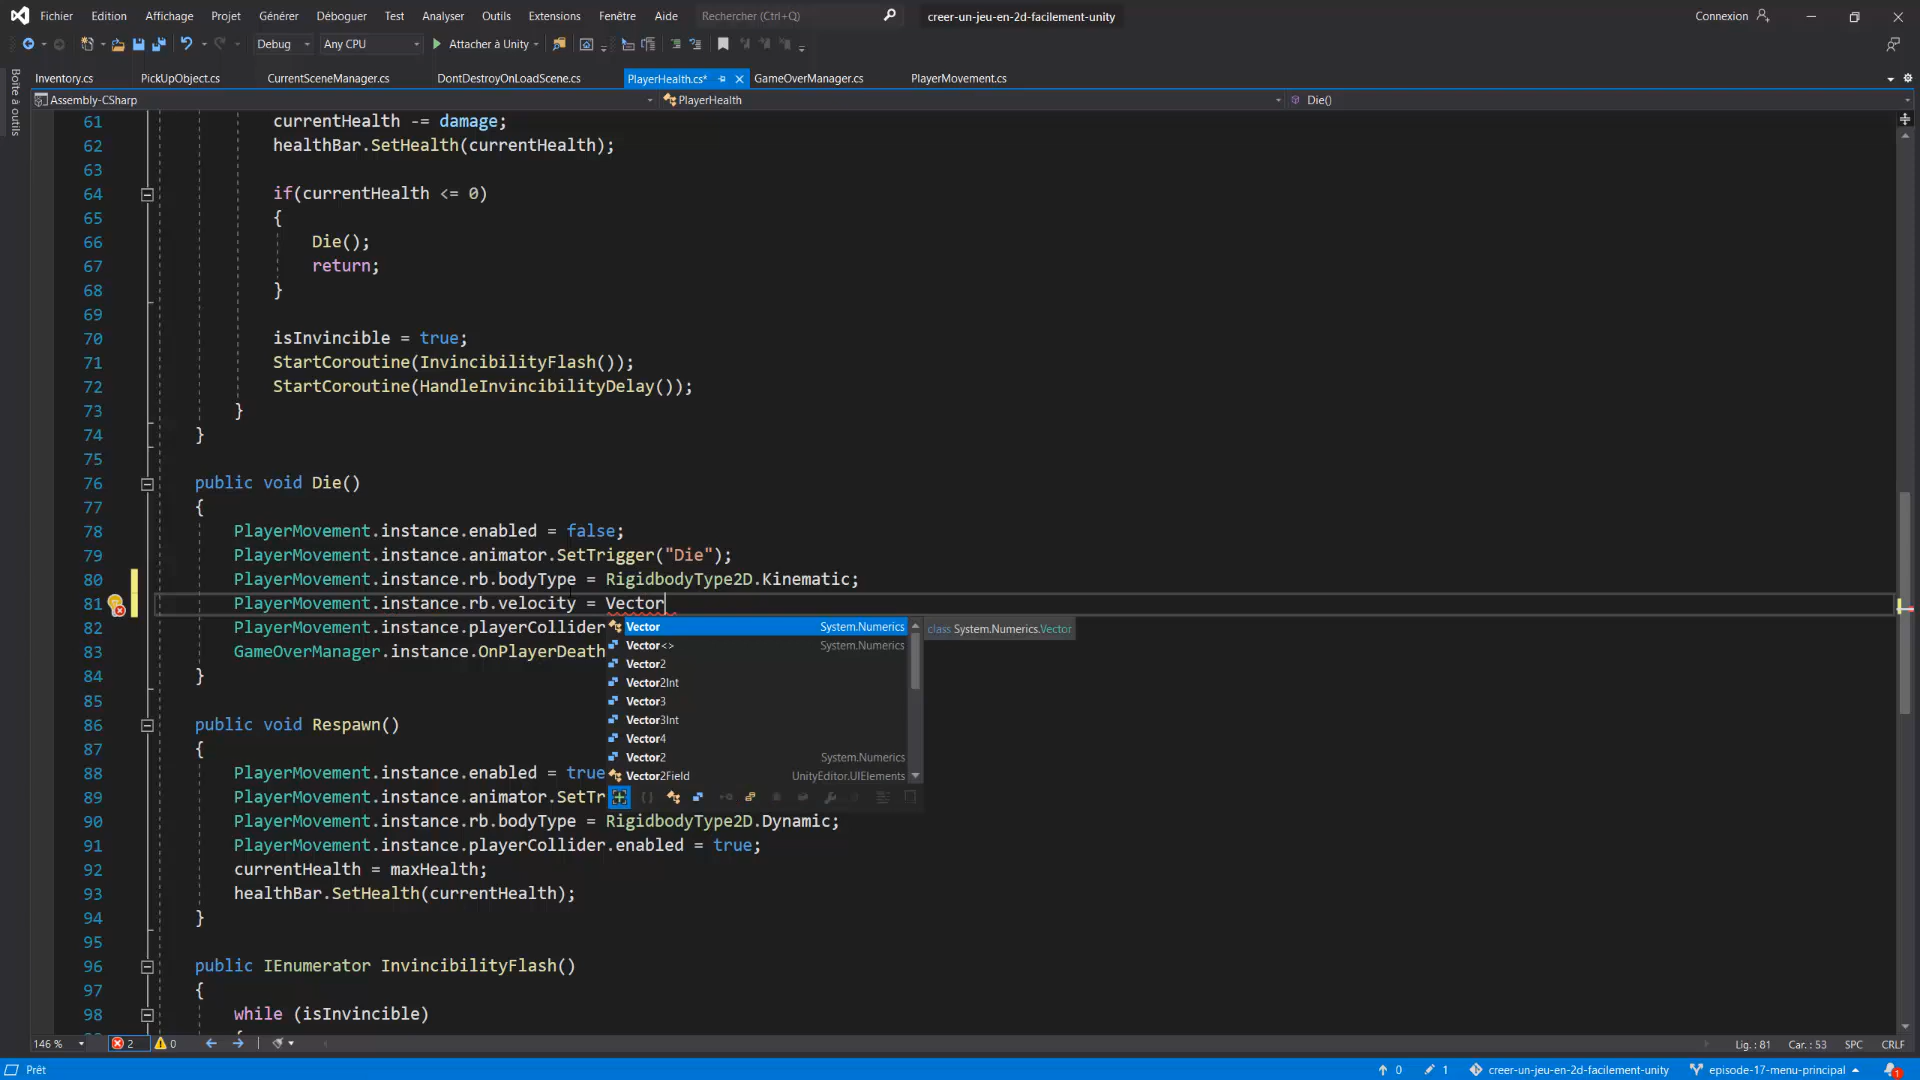 Fichier Edition Affichage Projet Générer Déboguer Test Analyser Outils Extensions Fenêtre Aide Rechercher (Ctrl+Q) creer-un-jeu-en-2d-facilement-unity Connexion
Debug Any CPU Attacher à Unity
Boîte à outils
Inventory.cs PickUpObject.cs CurrentSceneManager.cs DontDestroyOnLoadScene.cs PlayerHealth.cs* GameOverManager.cs PlayerMovement.cs
Assembly-CSharp PlayerHealth Die()
61 currentHealth -= damage;
62 healthBar.SetHealth(currentHealth);
63
64 if(currentHealth <= 0)
65 {
66 Die();
67 return;
68 }
69
70 isInvincible = true;
71 StartCoroutine(InvincibilityFlash());
72 StartCoroutine(HandleInvincibilityDelay());
73 }
74 }
75
76 public void Die()
77 {
78 PlayerMovement.instance.enabled = false;
79 PlayerMovement.instance.animator.SetTrigger("Die");
80 PlayerMovement.instance.rb.bodyType = RigidbodyType2D.Kinematic;
81 PlayerMovement.instance.rb.velocity = Vector
82 PlayerMovement.instance.playerCollider
83 GameOverManager.instance.OnPlayerDeath
84 }
85
86 public void Respawn()
87 {
88 PlayerMovement.instance.enabled = true
89 PlayerMovement.instance.animator.SetTr
90 PlayerMovement.instance.rb.bodyType = RigidbodyType2D.Dynamic;
91 PlayerMovement.instance.playerCollider.enabled = true;
92 currentHealth = maxHealth;
93 healthBar.SetHealth(currentHealth);
94 }
95
96 public IEnumerator InvincibilityFlash()
97 {
98 while (isInvincible)
Vector System.Numerics
Vector<> System.Numerics
Vector2
Vector2Int
Vector3
Vector3Int
Vector4
Vector2 System.Numerics
Vector2Field UnityEditor.UIElements
class System.Numerics.Vector
146 % 2 0 Lig. : 81 Car. : 53 SPC CRLF
Prêt 0 1 creer-un-jeu-en-2d-facilement-unity episode-17-menu-principal 1